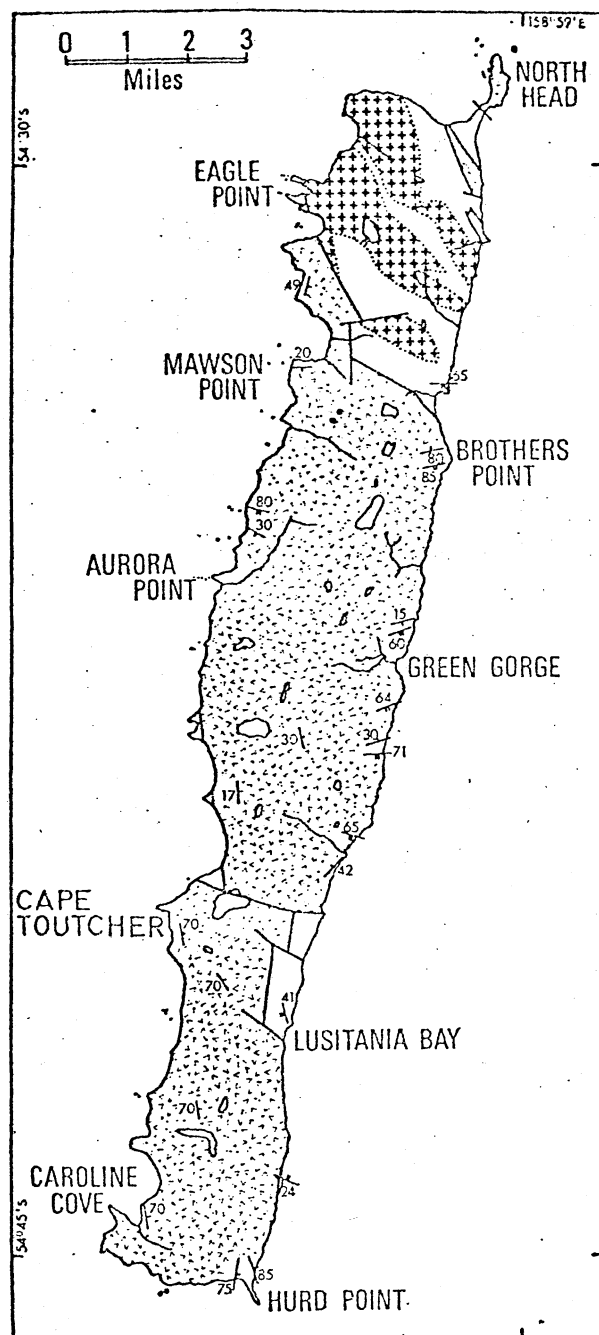 158°57'E
0 1 2 3
Miles
NORTH
HEAD
54°30'S
EAGLE
POINT
49
20
MAWSON
POINT
65
BROTHERS
POINT
80
85
80
30
AURORA
POINT
15
60
GREEN GORGE
64
30
30
71
17
65
42
CAPE
TOUTCHER
70
70
41
LUSITANIA BAY
70
CAROLINE
COVE
24
70
54°45'S
75
85
HURD POINT